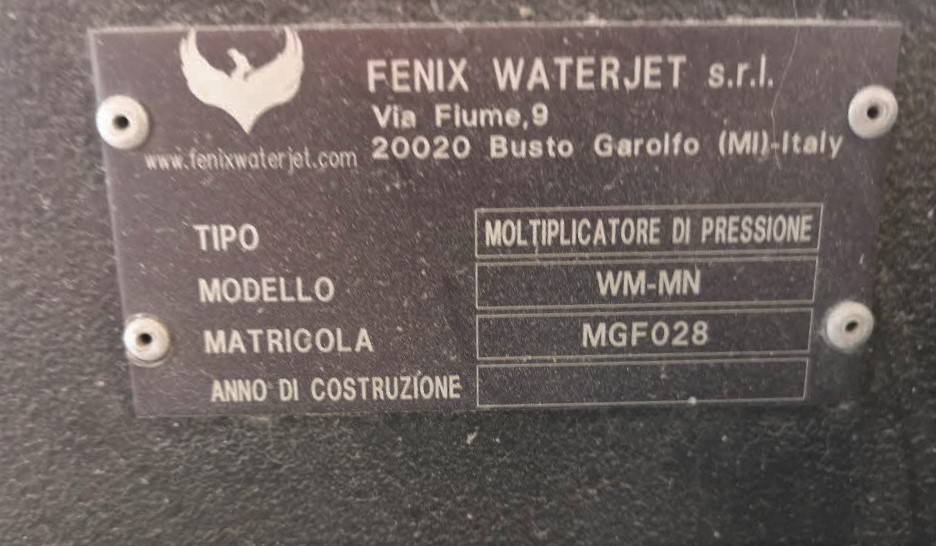 FENIX WATERJET s.r.l.
Via Fiume,9
20020 Busto Garolfo (MI)-Italy
www.fenixwaterjet.com
TIPO MOLTIPLICATORE DI PRESSIONE
MODELLO WM-MN
MATRICOLA MGF028
ANNO DI COSTRUZIONE